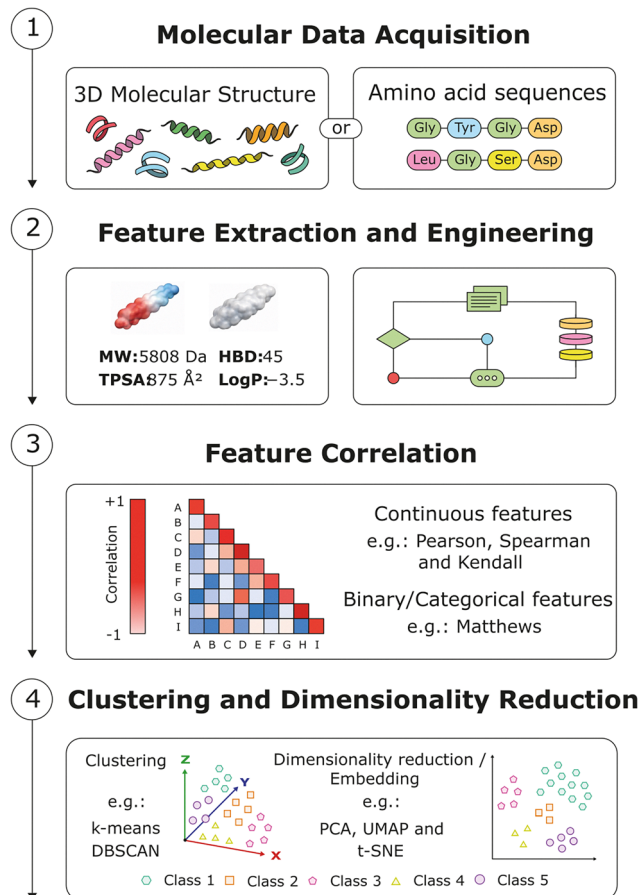 1
Molecular Data Acquisition
3D Molecular Structure
or
Amino acid sequences
Gly Tyr Gly Asp
Leu Gly Ser Asp
2
Feature Extraction and Engineering
MW:5808 Da HBD:45
TPSA:875 Å² LogP:−3.5
3
Feature Correlation
+1
Correlation
-1
A
B
C
D
E
F
G
H
I
A B C D E F G H I
Continuous features
e.g.: Pearson, Spearman
and Kendall
Binary/Categorical features
e.g.: Matthews
4
Clustering and Dimensionality Reduction
Clustering
e.g.:
k-means
DBSCAN
Z
Y
X
Dimensionality reduction /
Embedding
e.g.:
PCA, UMAP and
t-SNE
Class 1 Class 2 Class 3 Class 4 Class 5